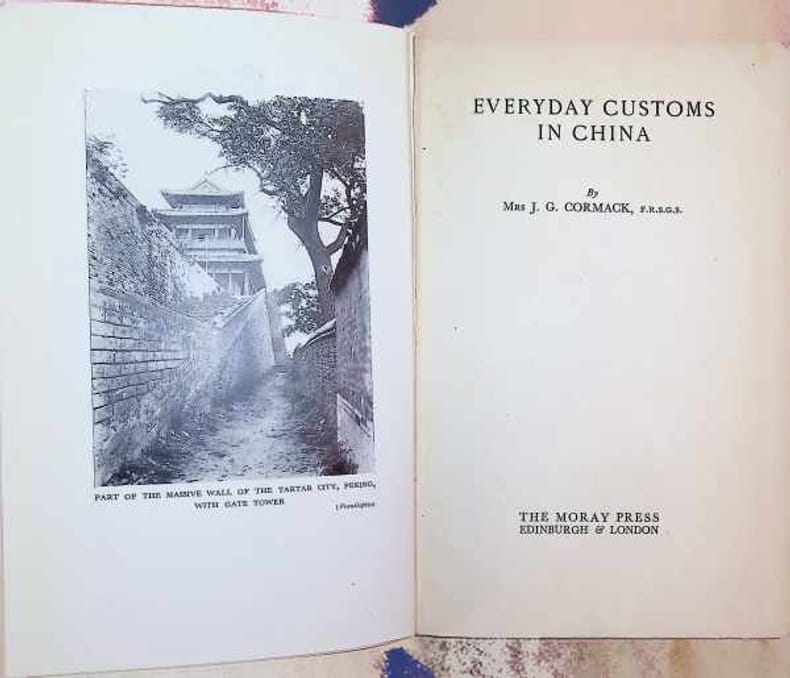 PART OF THE MASSIVE WALL OF THE TARTAR CITY, PEKING,
WITH GATE TOWER
[Frontispiece
EVERYDAY CUSTOMS
IN CHINA
By
MRS J. G. CORMACK, F.R.S.G.S.
THE MORAY PRESS
EDINBURGH & LONDON